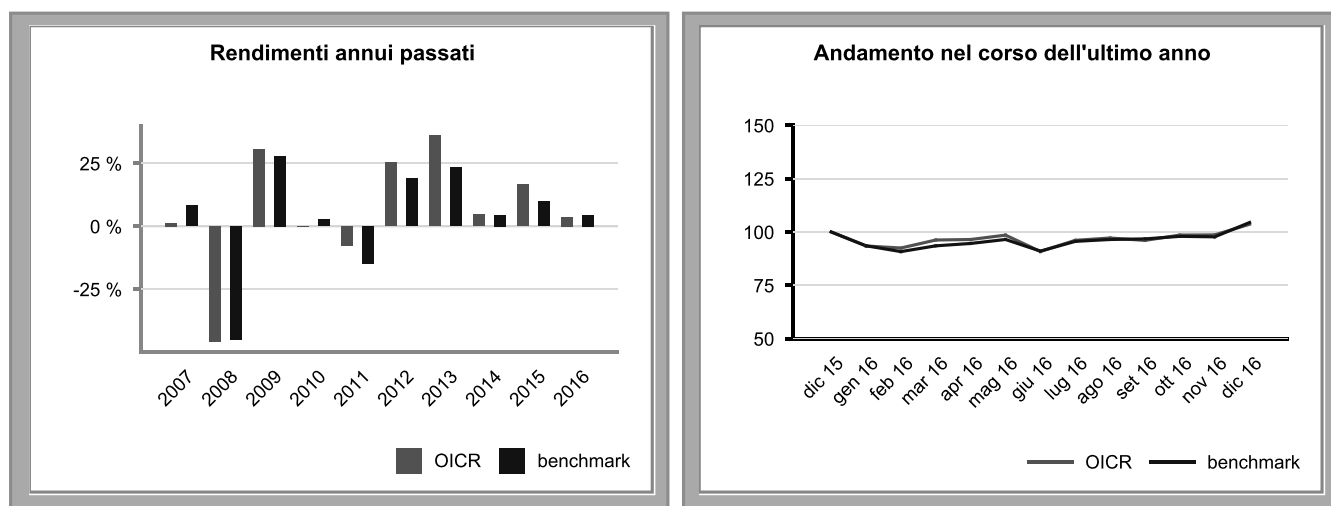 Rendimenti annui passati
25 %
0 %
-25 %
2007
2008
2009
2010
2011
2012
2013
2014
2015
2016
OICR
benchmark
Andamento nel corso dell'ultimo anno
150
125
100
75
50
dic 15
gen 16
feb 16
mar 16
apr 16
mag 16
giu 16
lug 16
ago 16
set 16
ott 16
nov 16
dic 16
OICR
benchmark